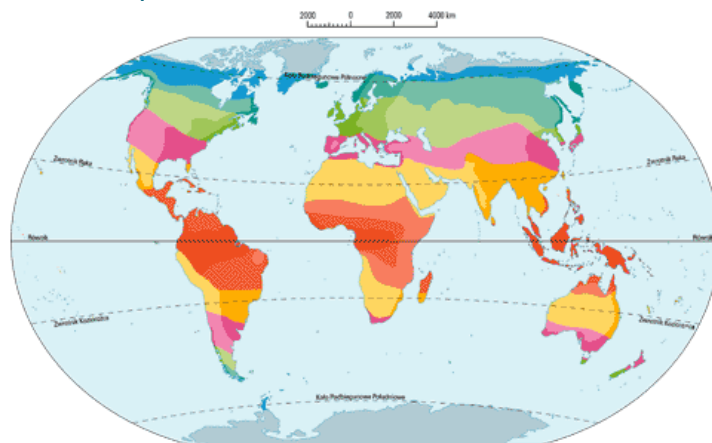 2000 0 2000 4000 km
Koło Podbiegunowe Północne
Zwrotnik Raka
Zwrotnik Raka
Równik
Równik
Zwrotnik Koziorożca
Zwrotnik Koziorożca
Koło Podbiegunowe Południowe